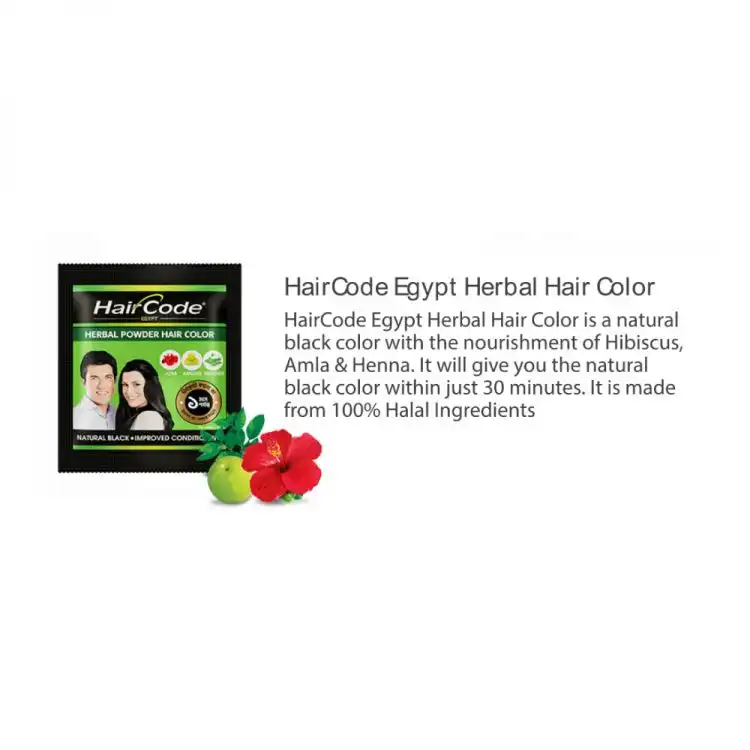 HairCode Egypt Herbal Hair Color
HairCode Egypt Herbal Hair Color is a natural
black color with the nourishment of Hibiscus,
Amla & Henna. It will give you the natural
black color within just 30 minutes. It is made
from 100% Halal Ingredients
HairCode®
EGYPT
HERBAL POWDER HAIR COLOR
NATURAL BLACK • IMPROVED